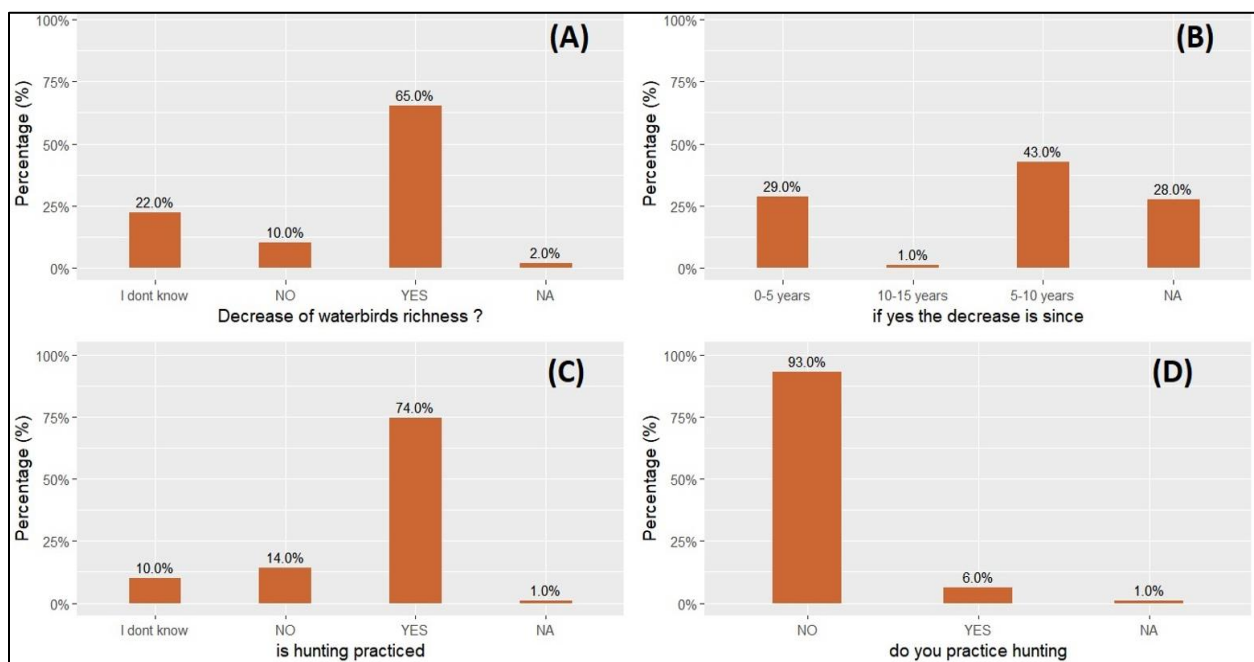 (A)
Percentage (%)
100%
75%
50%
25%
0%
22.0%
10.0%
65.0%
2.0%
I dont know NO YES NA
Decrease of waterbirds richness ?
(B)
Percentage (%)
100%
75%
50%
25%
0%
29.0%
1.0%
43.0%
28.0%
0-5 years 10-15 years 5-10 years NA
if yes the decrease is since
(C)
Percentage (%)
100%
75%
50%
25%
0%
10.0%
14.0%
74.0%
1.0%
I dont know NO YES NA
is hunting practiced
(D)
Percentage (%)
100%
75%
50%
25%
0%
93.0%
6.0%
1.0%
NO YES NA
do you practice hunting